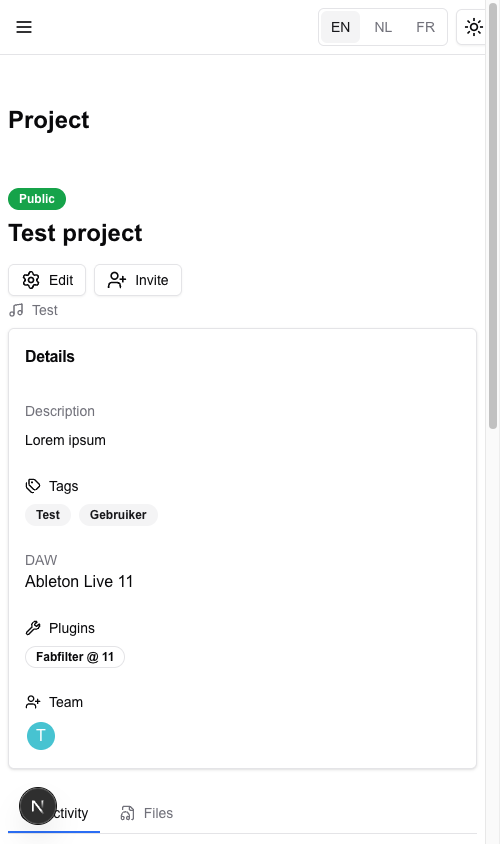 EN NL FR
Project
Public
Test project
Edit Invite
Test
Details
Description
Lorem ipsum
Tags
Test Gebruiker
DAW
Ableton Live 11
Plugins
Fabfilter @ 11
Team
T
N ctivity Files